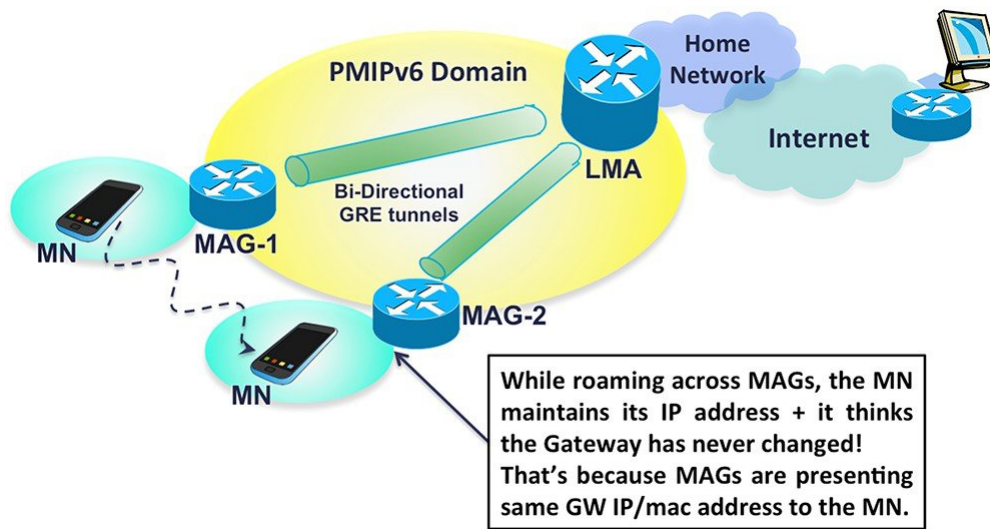 Home
Network
PMIPv6 Domain
Internet
LMA
Bi-Directional
GRE tunnels
MAG-1
MN
MAG-2
MN
While roaming across MAGs, the MN
maintains its IP address + it thinks
the Gateway has never changed!
That's because MAGs are presenting
same GW IP/mac address to the MN.